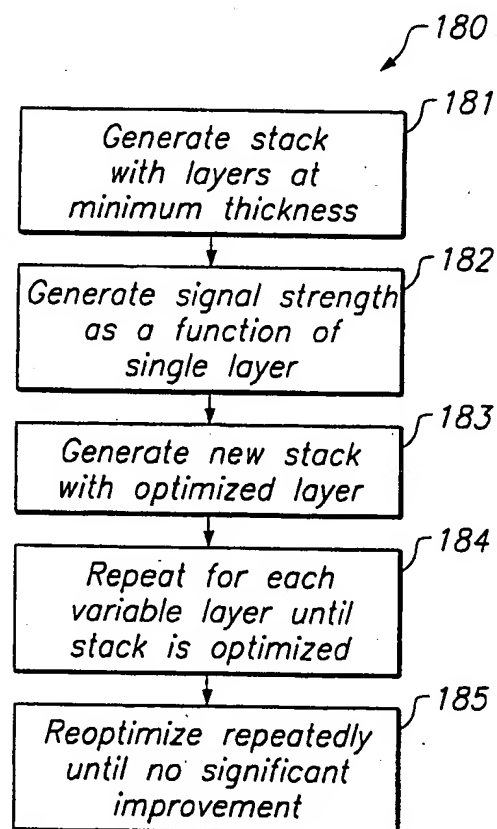 180
181
Generate stack
with layers at
minimum thickness
182
Generate signal strength
as a function of
single layer
183
Generate new stack
with optimized layer
184
Repeat for each
variable layer until
stack is optimized
185
Reoptimize repeatedly
until no significant
improvement